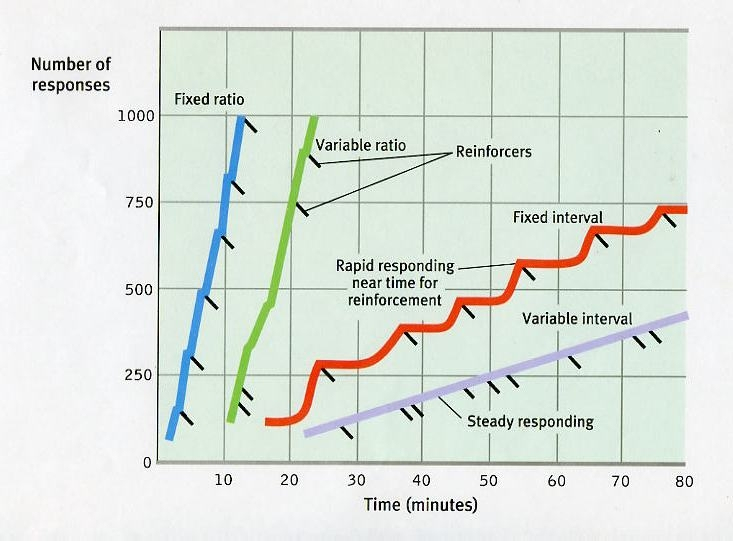 Number of
responses
Fixed ratio
1000
Variable ratio
Reinforcers
750
Fixed interval
Rapid responding
near time for
reinforcement
500
Variable interval
250
Steady responding
0
10 20 30 40 50 60 70 80
Time (minutes)